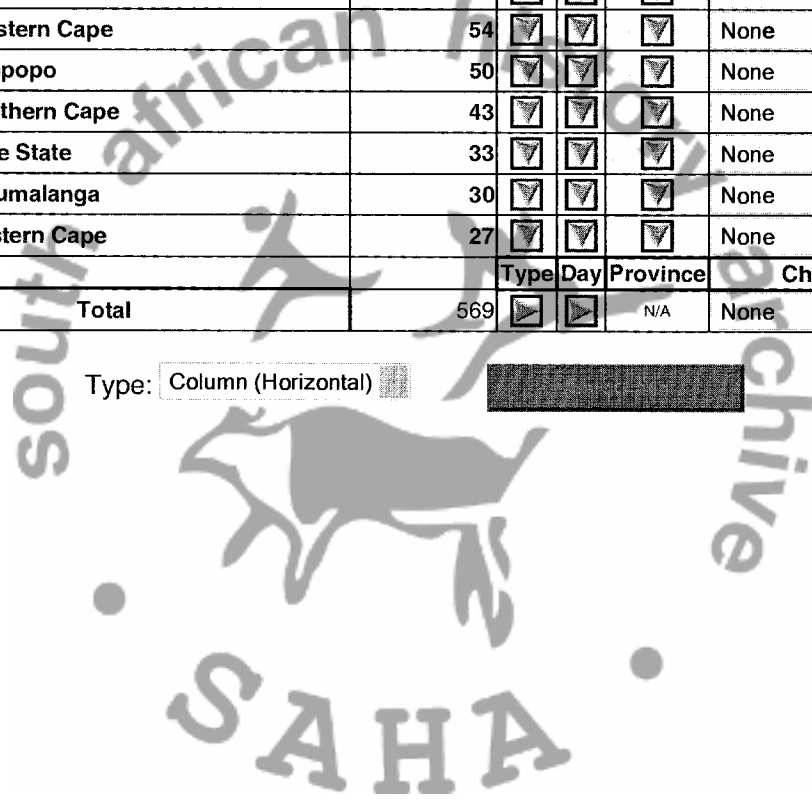 stern Cape 54 None
popo 50 None
thern Cape 43 None
e State 33 None
umalanga 30 None
stern Cape 27 None
Type Day Province Ch
Total 569 N/A None
Type: Column (Horizontal)
south african history archive
SAHA